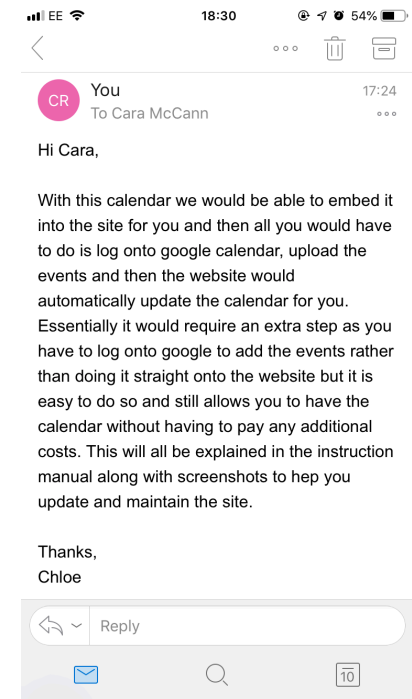 EE 18:30 54%
CR You 17:24
To Cara McCann
Hi Cara,
With this calendar we would be able to embed it
into the site for you and then all you would have
to do is log onto google calendar, upload the
events and then the website would
automatically update the calendar for you.
Essentially it would require an extra step as you
have to log onto google to add the events rather
than doing it straight onto the website but it is
easy to do so and still allows you to have the
calendar without having to pay any additional
costs. This will all be explained in the instruction
manual along with screenshots to hep you
update and maintain the site.
Thanks,
Chloe
Reply
10